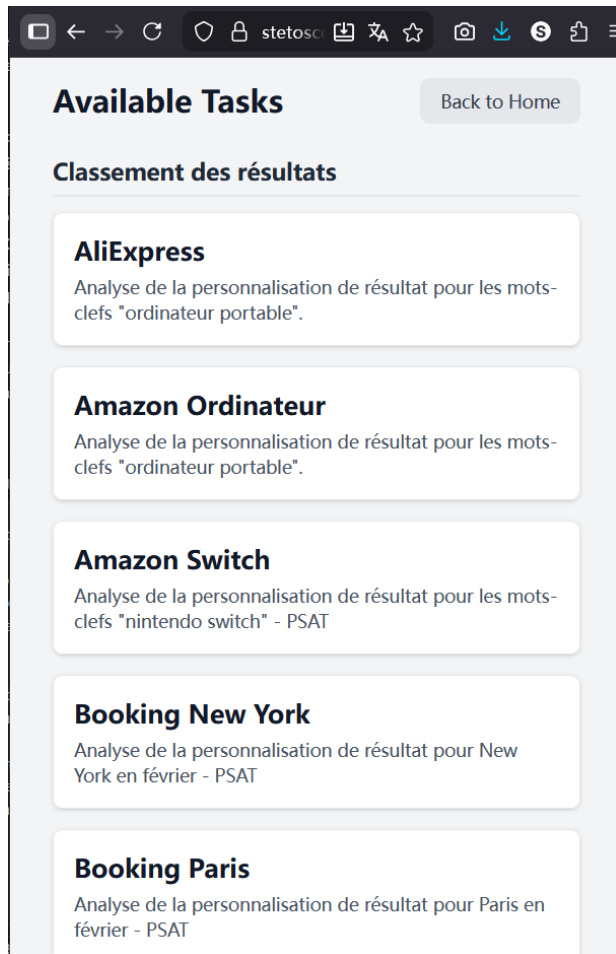 stetosc
Available Tasks
Back to Home
Classement des résultats
AliExpress
Analyse de la personnalisation de résultat pour les mots-
clefs "ordinateur portable".
Amazon Ordinateur
Analyse de la personnalisation de résultat pour les mots-
clefs "ordinateur portable".
Amazon Switch
Analyse de la personnalisation de résultat pour les mots-
clefs "nintendo switch" - PSAT
Booking New York
Analyse de la personnalisation de résultat pour New
York en février - PSAT
Booking Paris
Analyse de la personnalisation de résultat pour Paris en
février - PSAT